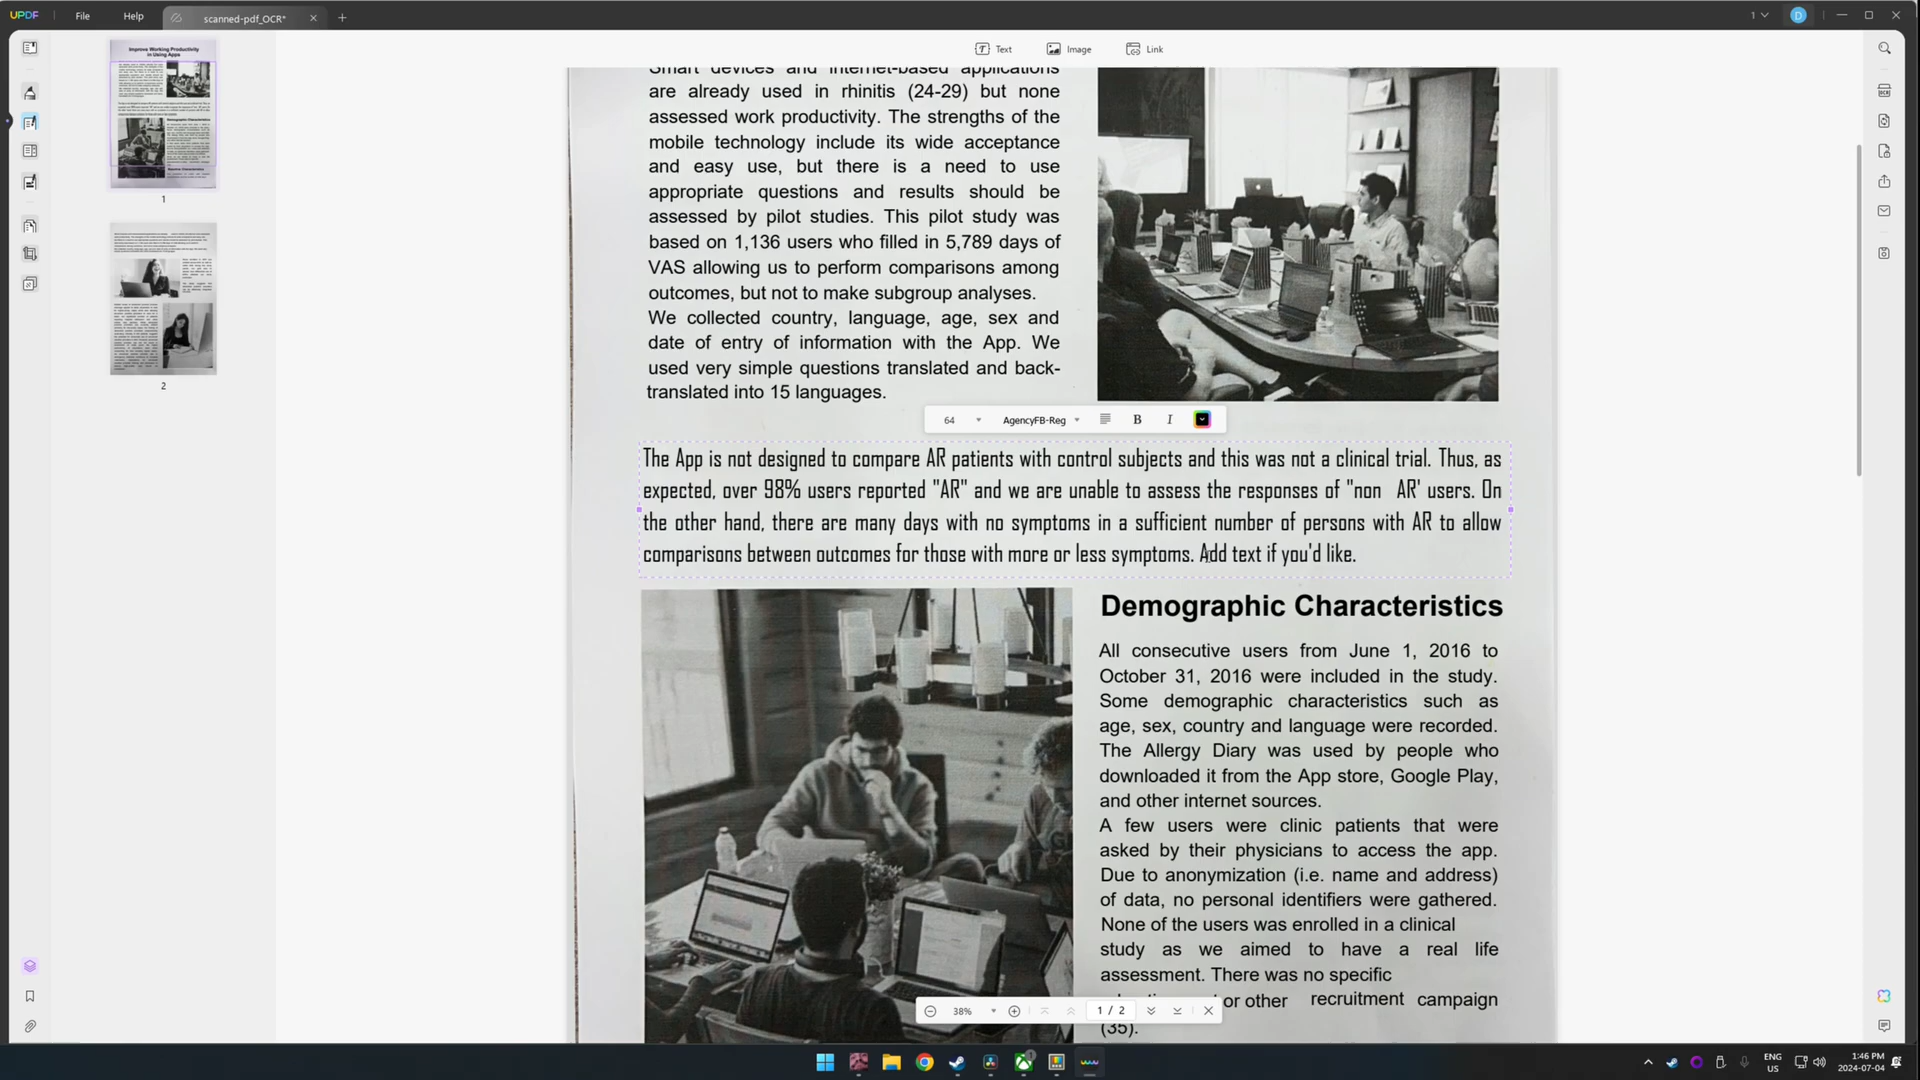 UPDF
File
Help
scanned-pdf_OCR*
1
D
Text
Image
Link
Improve Working Productivity
in Using Apps
1
2
Smart devices and internet-based applications
are already used in rhinitis (24-29) but none
assessed work productivity. The strengths of the
mobile technology include its wide acceptance
and easy use, but there is a need to use
appropriate questions and results should be
assessed by pilot studies. This pilot study was
based on 1,136 users who filled in 5,789 days of
VAS allowing us to perform comparisons among
outcomes, but not to make subgroup analyses.
We collected country, language, age, sex and
date of entry of information with the App. We
used very simple questions translated and back-
translated into 15 languages.
64
AgencyFB-Reg
B
I
The App is not designed to compare AR patients with control subjects and this was not a clinical trial. Thus, as
expected, over 98% users reported "AR" and we are unable to assess the responses of "non AR' users. On
the other hand, there are many days with no symptoms in a sufficient number of persons with AR to allow
comparisons between outcomes for those with more or less symptoms. Add text if you'd like.
Demographic Characteristics
All consecutive users from June 1, 2016 to
October 31, 2016 were included in the study.
Some demographic characteristics such as
age, sex, country and language were recorded.
The Allergy Diary was used by people who
downloaded it from the App store, Google Play,
and other internet sources.
A few users were clinic patients that were
asked by their physicians to access the app.
Due to anonymization (i.e. name and address)
of data, no personal identifiers were gathered.
None of the users was enrolled in a clinical
study as we aimed to have a real life
assessment. There was no specific
or other recruitment campaign
(35).
38%
1 / 2
ENG
US
1:46 PM
2024-07-04